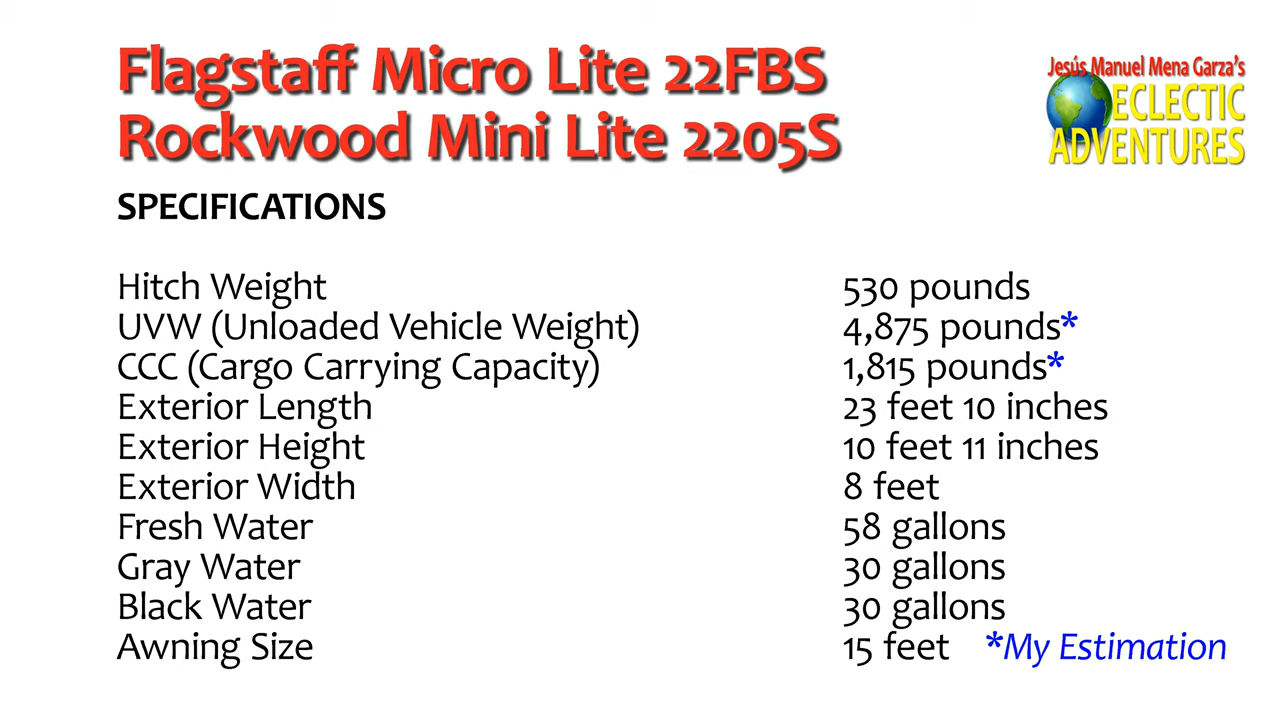 Flagstaff Micro Lite 22FBS
Rockwood Mini Lite 2205S
Jesús Manuel Mena Garza's
ECLECTIC
ADVENTURES
SPECIFICATIONS
Hitch Weight 530 pounds
UVW (Unloaded Vehicle Weight) 4,875 pounds*
CCC (Cargo Carrying Capacity) 1,815 pounds*
Exterior Length 23 feet 10 inches
Exterior Height 10 feet 11 inches
Exterior Width 8 feet
Fresh Water 58 gallons
Gray Water 30 gallons
Black Water 30 gallons
Awning Size 15 feet *My Estimation